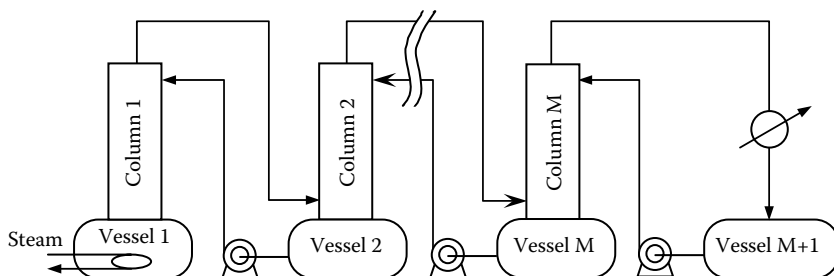 Column 1
Column 2
Column M
Steam
Vessel 1
Vessel 2
Vessel M
Vessel M+1